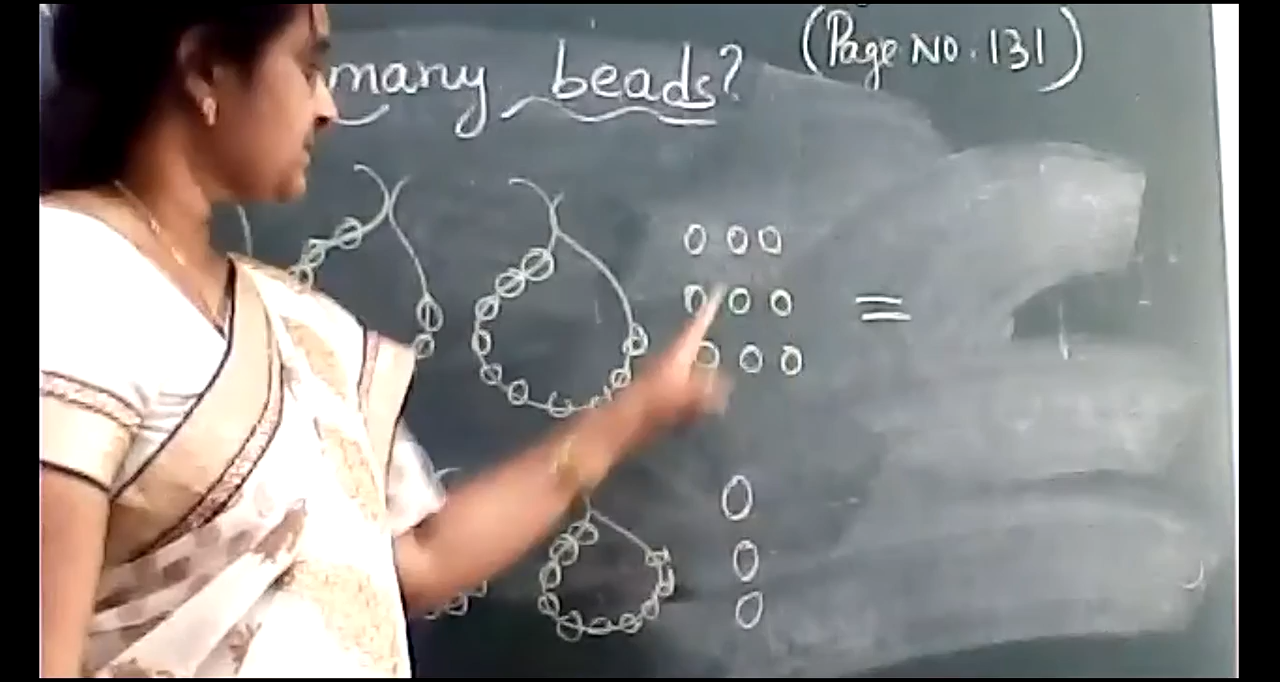 many beads?
(Page No. 131)
=